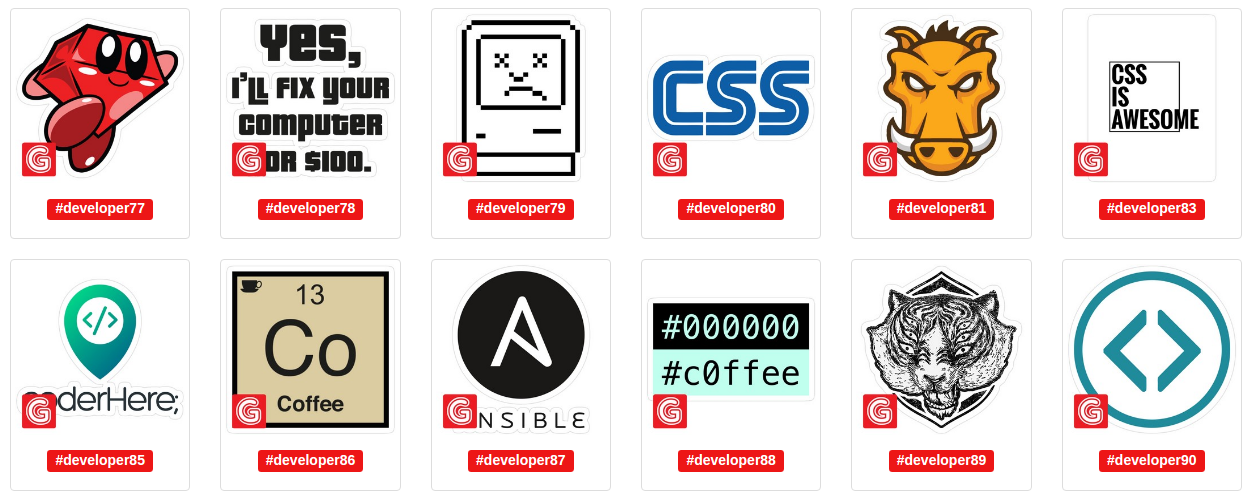 YES,
I'LL FIX YOUR
COMPUTER
OR $100.
CSS
CSS
IS
AWESOME
G
G
G
G
G
G
#developer77
#developer78
#developer79
#developer80
#developer81
#developer83
</>
13
Co
Coffee
#000000
#c0ffee
derHere;
NSIBLE
G
G
G
G
G
G
#developer85
#developer86
#developer87
#developer88
#developer89
#developer90